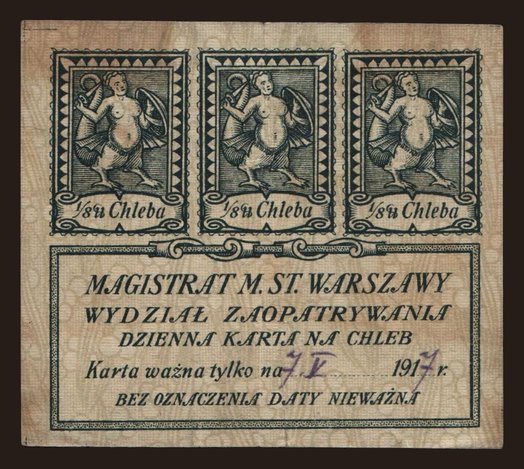 ⅛ ℔ Chleba ⅛ ℔ Chleba ⅛ ℔ Chleba
MAGISTRAT M. ST. WARSZAWY
WYDZIAŁ ZAOPATRYWANIA
DZIENNA KARTA NA CHLEB
Karta ważna tylko na 7 V 1917 r.
BEZ OZNACZENIA DATY NIEWAŻNA